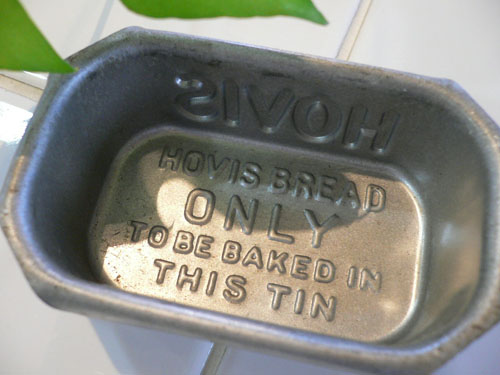 HOVIS
HOVIS BREAD
ONLY
TO BE BAKED IN
THIS TIN